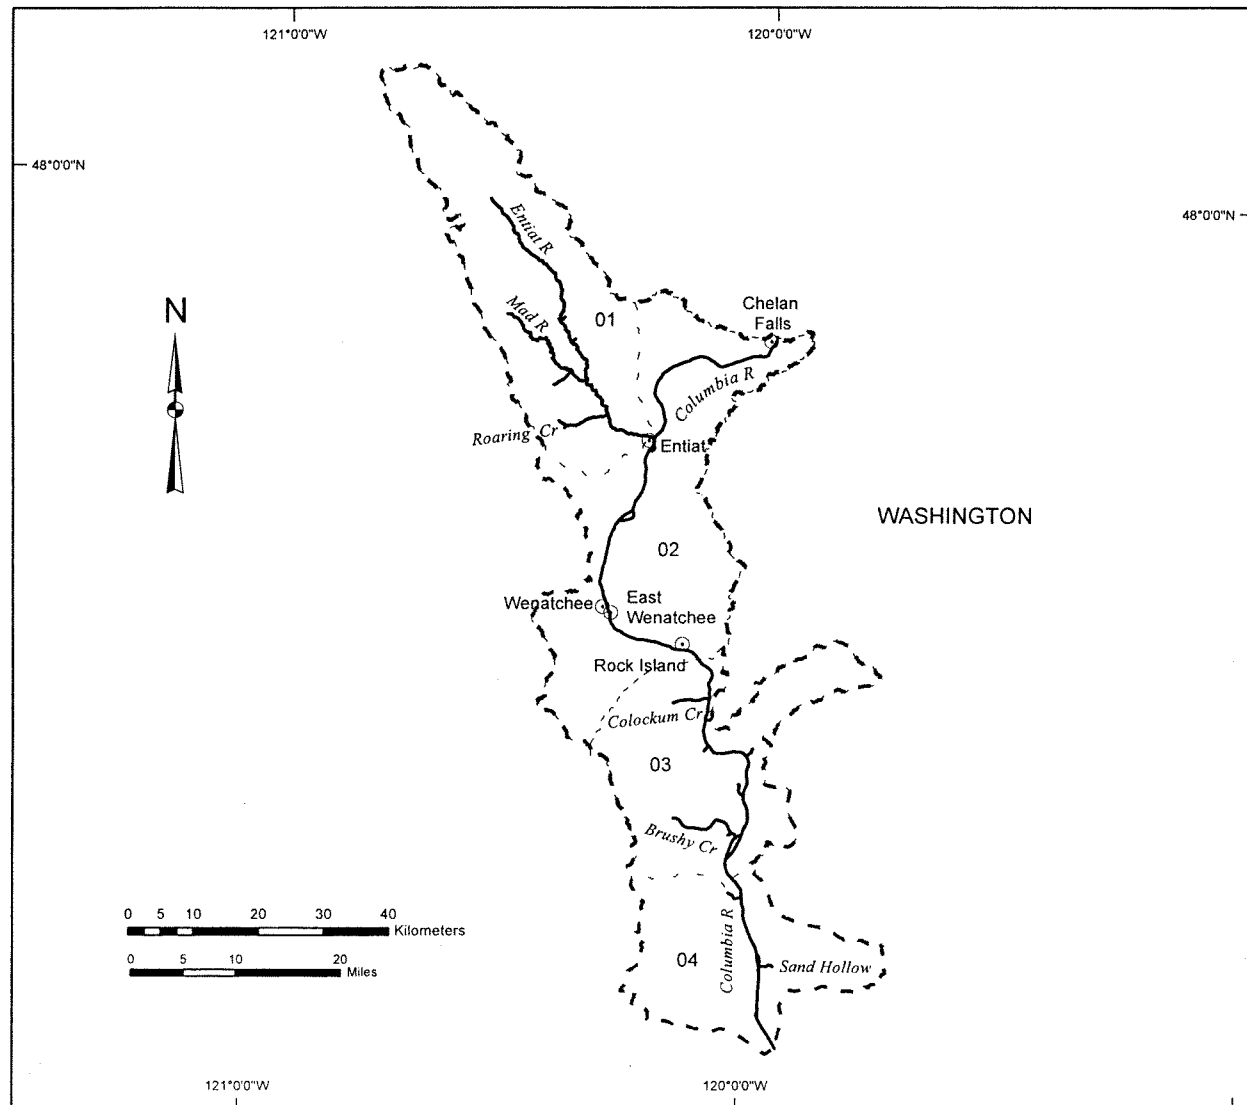 121°0'0"W
120°0'0"W
48°0'0"N
48°0'0"N
Entiat R
N
Mad R
01
Chelan
Falls
Columbia R
Roaring Cr
Entiat
WASHINGTON
02
Wenatchee
East
Wenatchee
Rock Island
Colockum Cr
03
Brushy Cr
0 5 10 20 30 40
Kilometers
0 5 10 20
Miles
04
Columbia R
Sand Hollow
121°0'0"W
120°0'0"W